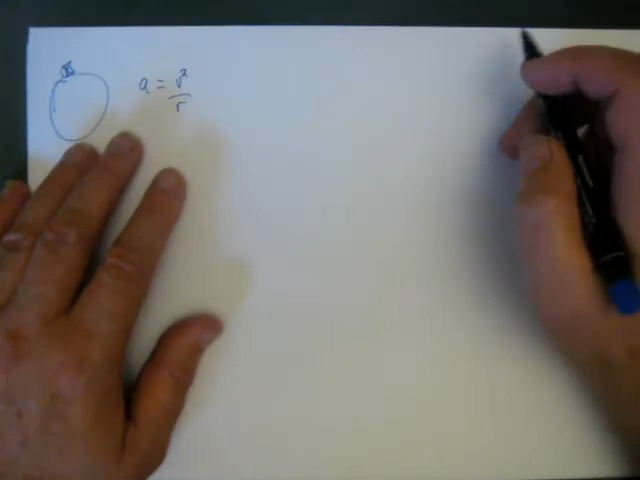 a = v²/r